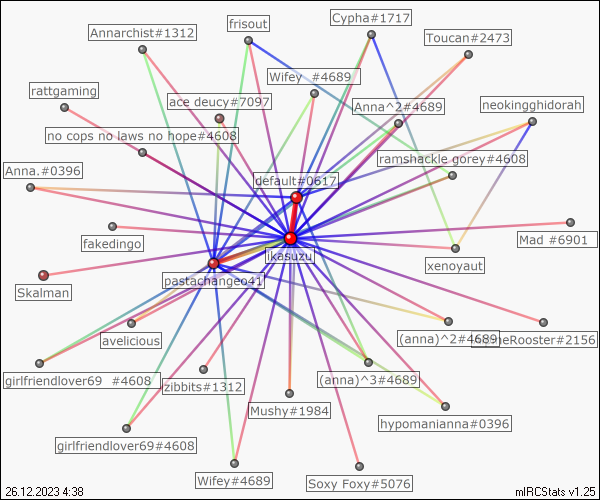 Cypha#1717
frisout
Annarchist#1312
Toucan#2473
Wifey #4689
rattgaming
ace deucy#7097
Anna^2#4689
neokingghidorah
no cops no laws no hope#4608
ramshackle gorey#4608
Anna.#0396
default#0617
fakedingo
Mad #6901
ikasuzu
xenoyaut
pastachangeo41
Skalman
avelicious
(anna)^2#4689
neRooster#2156
girlfriendlover69 #4608
zibbits#1312
(anna)^3#4689
Mushy#1984
hypomanianna#0396
girlfriendlover69#4608
Wifey#4689
Soxy Foxy#5076
26.12.2023 4:38
mIRCStats v1.25